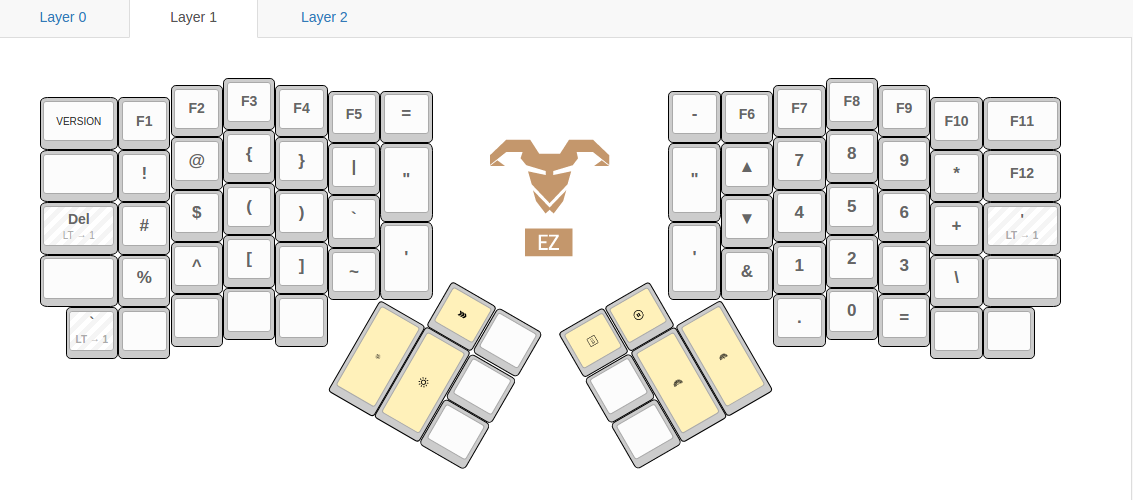 Layer 0 Layer 1 Layer 2
VERSION F1 F2 F3 F4 F5 = - F6 F7 F8 F9 F10 F11
! @ { } | " " ▲ 7 8 9 * F12
Del
LT → 1
# $ ( ) ` ▼ 4 5 6 +
'
LT → 1
% ^ [ ] ~ ' ' & 1 2 3 \
`
LT → 1
. 0 =
EZ